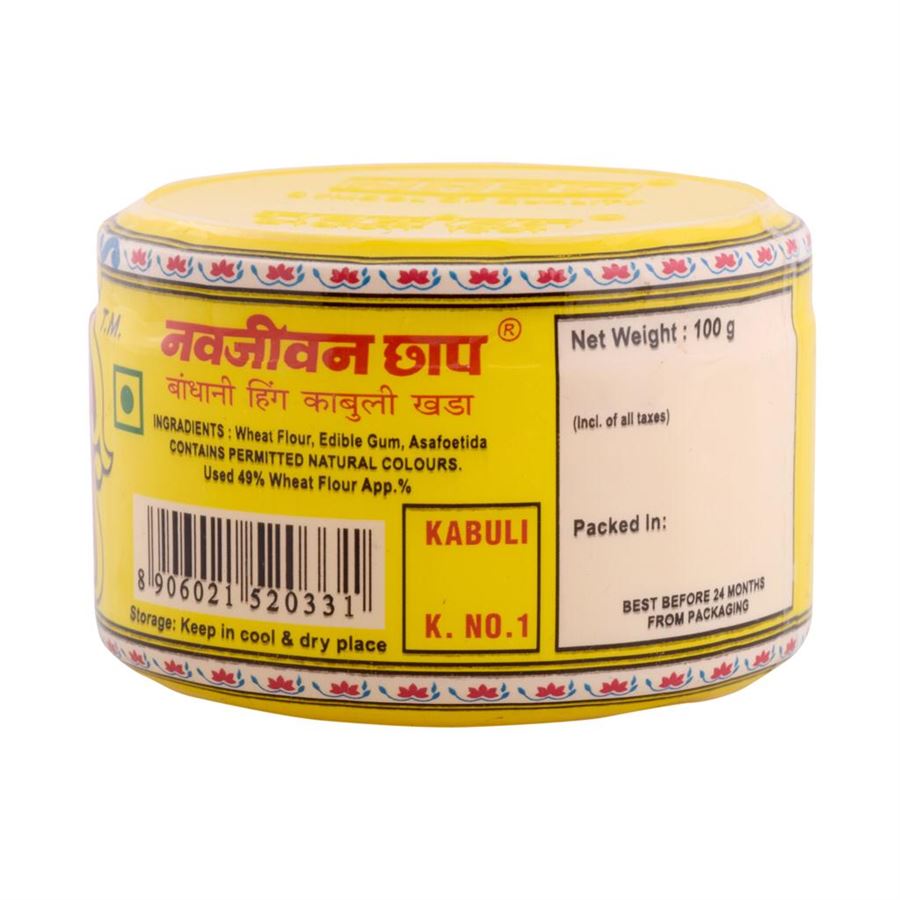 T.M.
नवजीवन छाप ®
बांधानी हिंग काबुली खडा
INGREDIENTS : Wheat Flour, Edible Gum, Asafoetida
CONTAINS PERMITTED NATURAL COLOURS.
Used 49% Wheat Flour App.%
8 906021 520331
Storage: Keep in cool & dry place
KABULI
K. NO.1
Net Weight : 100 g
(Incl. of all taxes)
Packed in:
BEST BEFORE 24 MONTHS
FROM PACKAGING